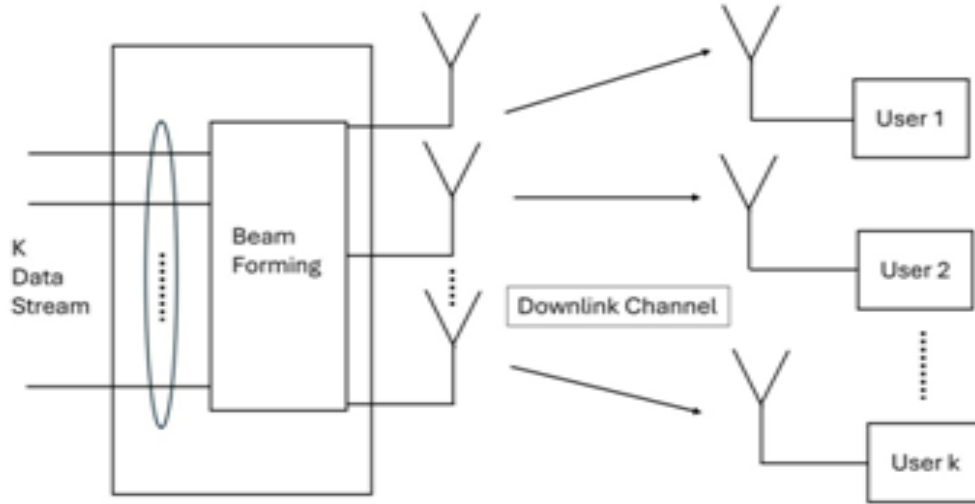 K
Data
Stream
Beam
Forming
Downlink Channel
User 1
User 2
User k